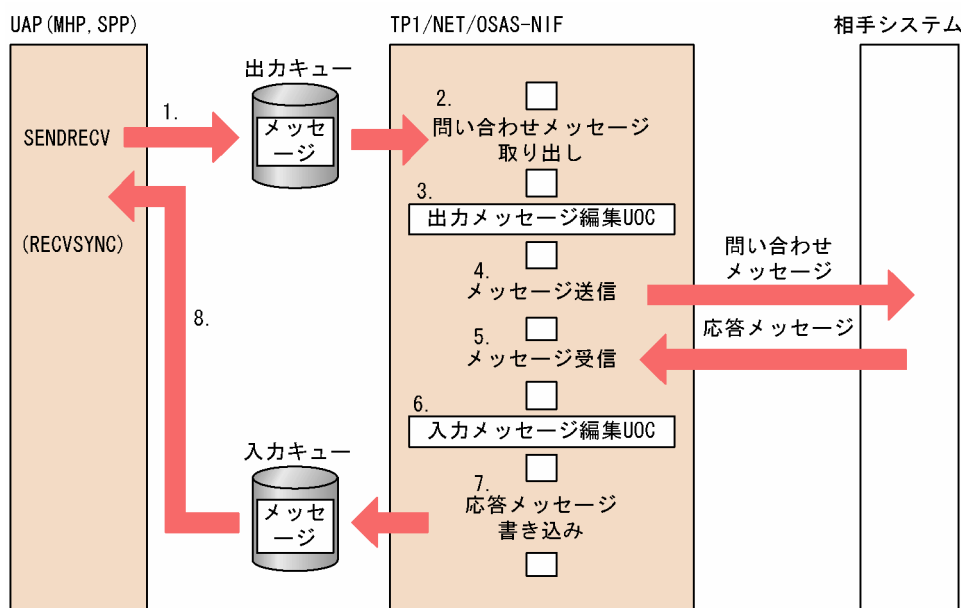 UAP(MHP,SPP)
TP1/NET/OSAS-NIF
相手システム
出力キュー
1.
SENDRECV
メッセ
ージ
2.
問い合わせメッセージ
取り出し
3.
出力メッセージ編集UOC
(RECVSYNC)
4.
メッセージ送信
問い合わせ
メッセージ
8.
5.
メッセージ受信
応答メッセージ
6.
入力メッセージ編集UOC
入力キュー
メッセ
ージ
7.
応答メッセージ
書き込み